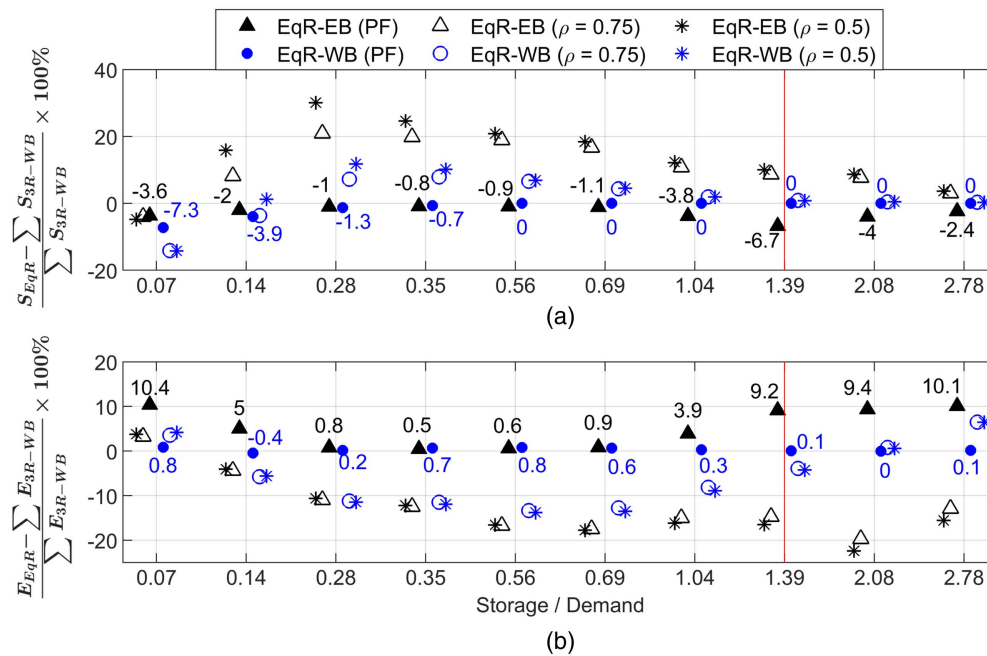 EqR-EB (PF) EqR-EB (ρ = 0.75) EqR-EB (ρ = 0.5)
EqR-WB (PF) EqR-WB (ρ = 0.75) EqR-WB (ρ = 0.5)
(a)
S_EqR−∑ S_3R−WB / ∑ S_3R−WB × 100%
40
20
0
-20
-3.6 -2 -1 -0.8 -0.9 -1.1 -3.8 -6.7 -4 -2.4
-7.3 -3.9 -1.3 -0.7 0 0 0 0 0 0
0.07 0.14 0.28 0.35 0.56 0.69 1.04 1.39 2.08 2.78
(a)
E_EqR−∑ E_3R−WB / ∑ E_3R−WB × 100%
20
10
0
-10
-20
10.4 5 0.8 0.5 0.6 0.9 3.9 9.2 9.4 10.1
0.8 -0.4 0.2 0.7 0.8 0.6 0.3 0.1 0 0.1
0.07 0.14 0.28 0.35 0.56 0.69 1.04 1.39 2.08 2.78
Storage / Demand
(b)
(b)